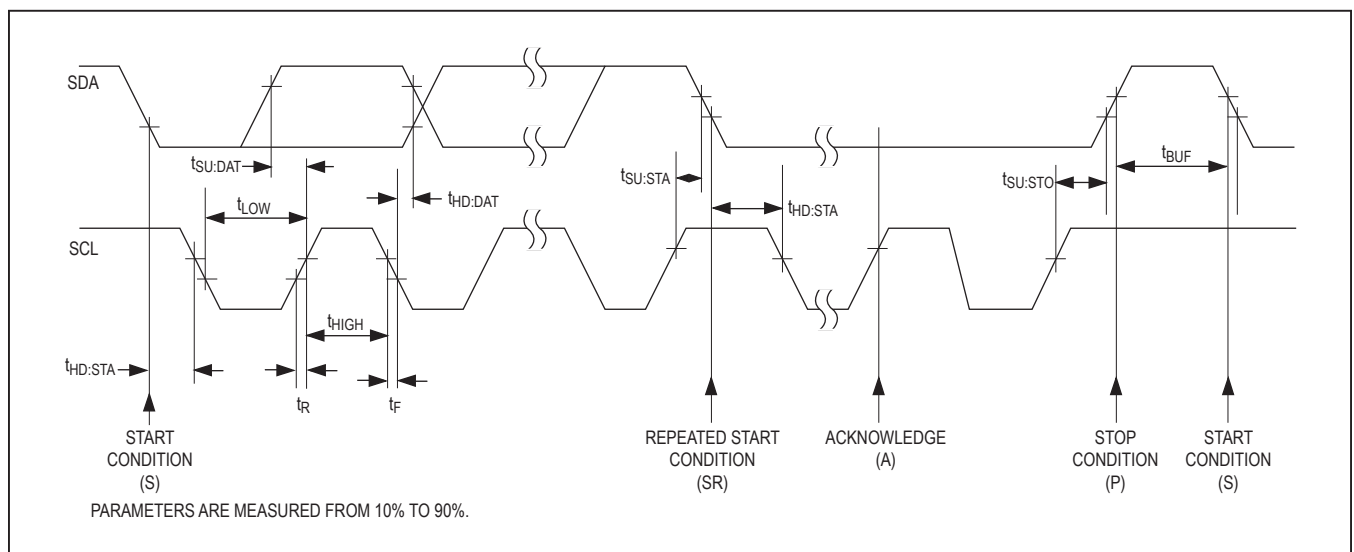 SDA
tSU:DAT
tLOW
tHD:DAT
tSU:STA
tHD:STA
tSU:STO
tBUF
SCL
tHIGH
tHD:STA
tR
tF
START
CONDITION
(S)
REPEATED START
CONDITION
(SR)
ACKNOWLEDGE
(A)
STOP
CONDITION
(P)
START
CONDITION
(S)
PARAMETERS ARE MEASURED FROM 10% TO 90%.